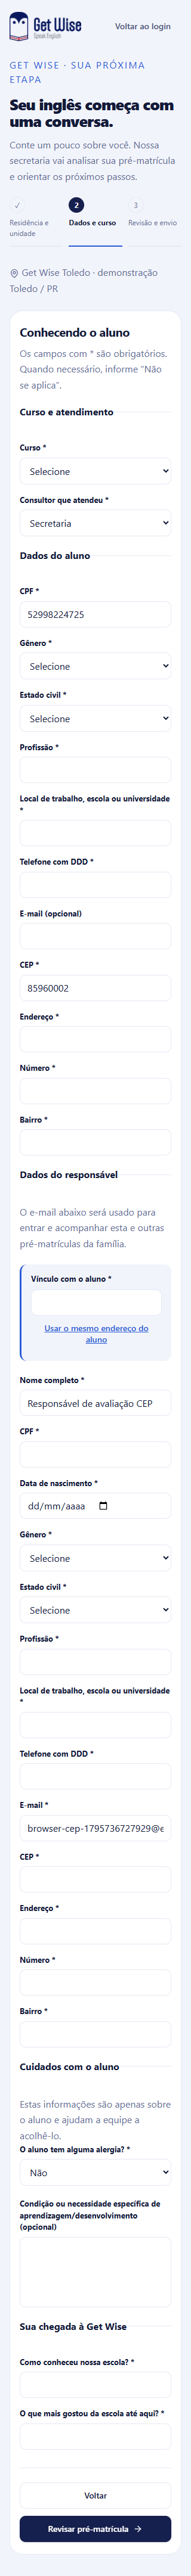 Get Wise
Speak English
Voltar ao login
GET WISE · SUA PRÓXIMA
ETAPA
Seu inglês começa com
uma conversa.
Conte um pouco sobre você. Nossa
secretaria vai analisar sua pré-matrícula
e orientar os próximos passos.
✓
Residência e
unidade
2
Dados e curso
3
Revisão e envio
Get Wise Toledo · demonstração
Toledo / PR
Conhecendo o aluno
Os campos com * são obrigatórios.
Quando necessário, informe “Não
se aplica”.
Curso e atendimento
Curso *
Selecione
Consultor que atendeu *
Secretaria
Dados do aluno
CPF *
52998224725
Gênero *
Selecione
Estado civil *
Selecione
Profissão *
Local de trabalho, escola ou universidade
*
Telefone com DDD *
E-mail (opcional)
CEP *
85960002
Endereço *
Número *
Bairro *
Dados do responsável
O e-mail abaixo será usado para
entrar e acompanhar esta e outras
pré-matrículas da família.
Vínculo com o aluno *
Usar o mesmo endereço do
aluno
Nome completo *
Responsável de avaliação CEP
CPF *
Data de nascimento *
dd/mm/aaaa
Gênero *
Selecione
Estado civil *
Selecione
Profissão *
Local de trabalho, escola ou universidade
*
Telefone com DDD *
E-mail *
browser-cep-1795736727929@e
CEP *
Endereço *
Número *
Bairro *
Cuidados com o aluno
Estas informações são apenas sobre
o aluno e ajudam a equipe a
acolhê-lo.
O aluno tem alguma alergia? *
Não
Condição ou necessidade específica de
aprendizagem/desenvolvimento
(opcional)
Sua chegada à Get Wise
Como conheceu nossa escola? *
O que mais gostou da escola até aqui? *
Voltar
Revisar pré-matrícula →